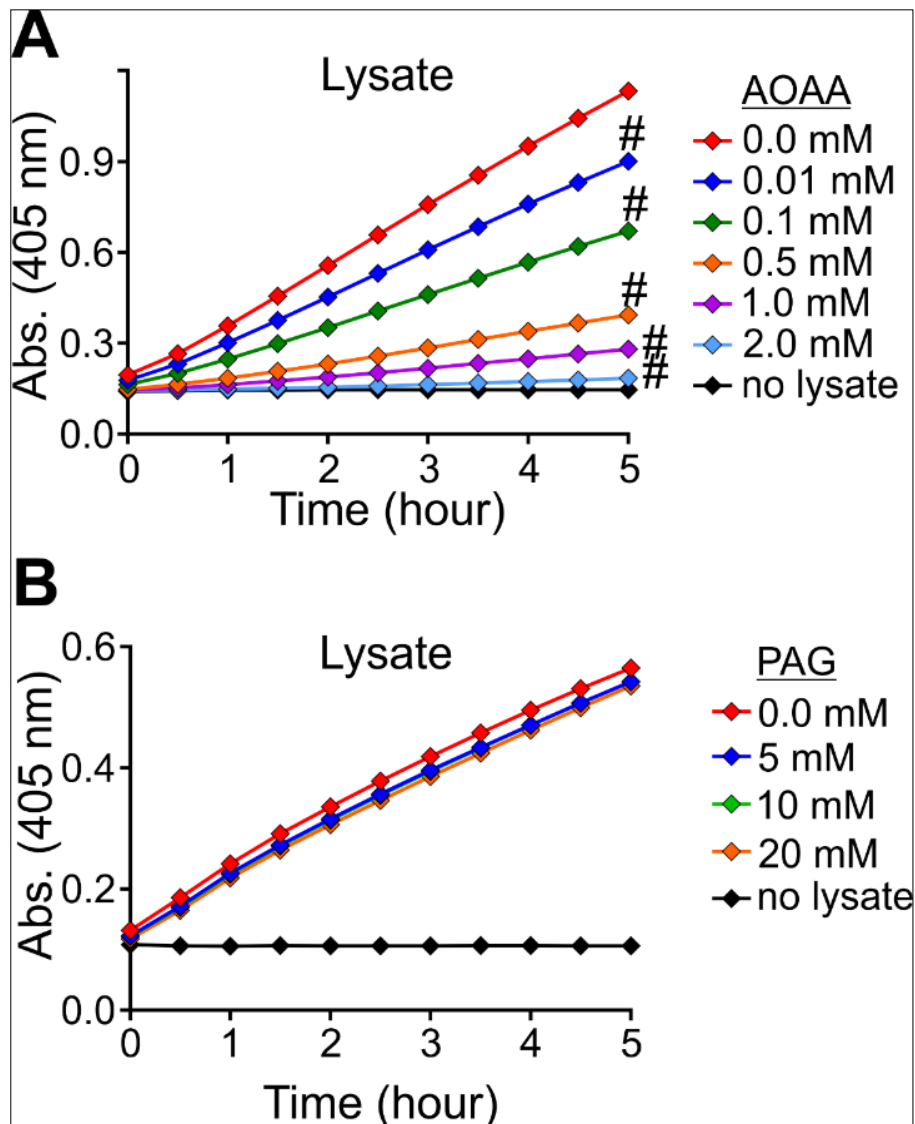 A
Lysate
Abs. (405 nm)
0.9
0.6
0.3
0.0
0 1 2 3 4 5
Time (hour)
#
#
#
#
#
AOAA
0.0 mM
0.01 mM
0.1 mM
0.5 mM
1.0 mM
2.0 mM
no lysate
B
Lysate
Abs. (405 nm)
0.6
0.4
0.2
0.0
0 1 2 3 4 5
Time (hour)
PAG
0.0 mM
5 mM
10 mM
20 mM
no lysate